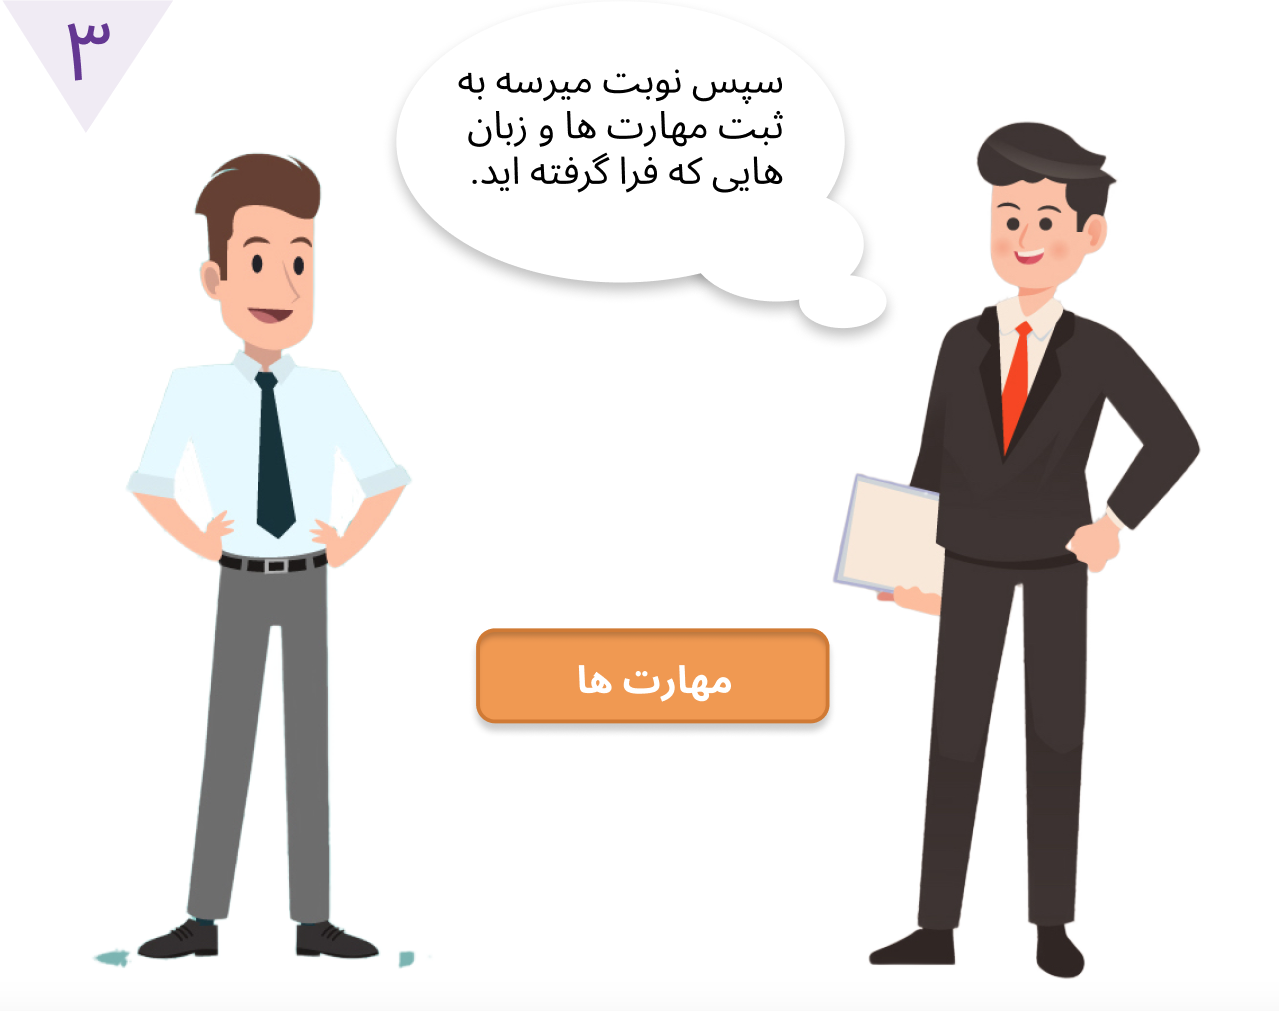 ۳
سپس نوبت میرسه به
ثبت مهارت ها و زبان
هایی که فرا گرفته اید.
مهارت ها